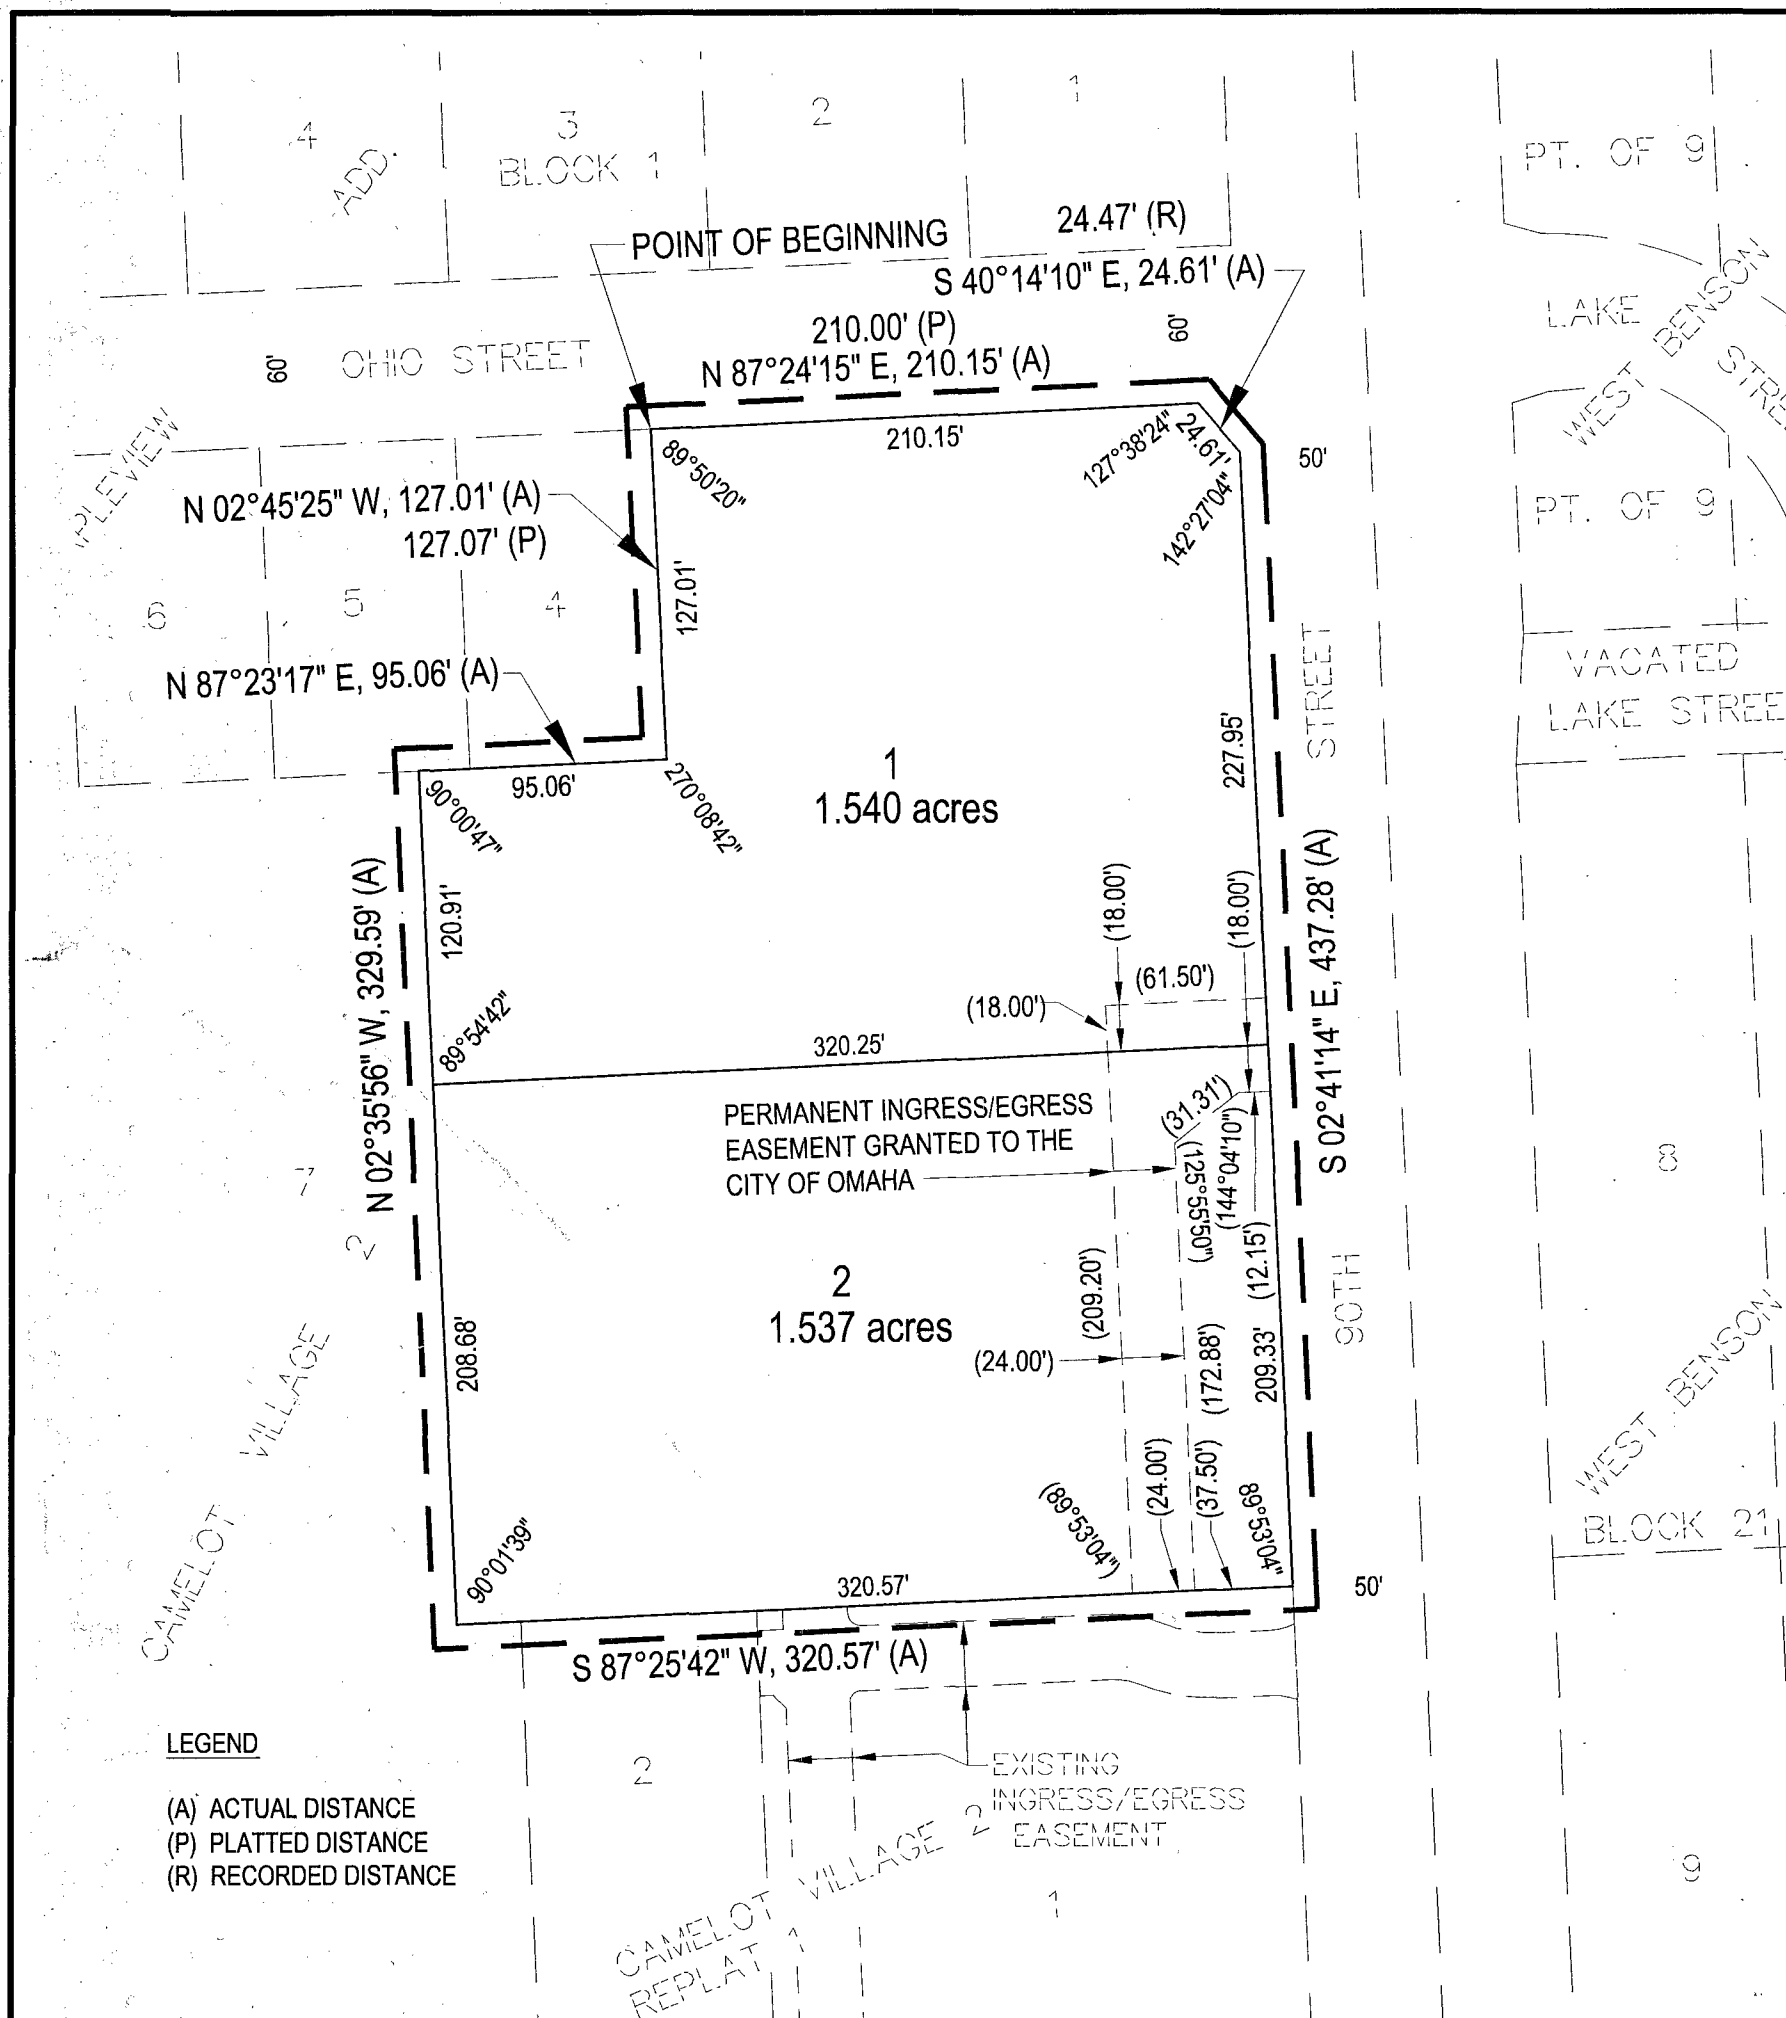 4
ADD.
3
BLOCK 1
2
1
PT. OF 9
POINT OF BEGINNING
24.47' (R)
S 40°14'10" E, 24.61' (A)
210.00' (P)
N 87°24'15" E, 210.15' (A)
60'
OHIO STREET
60'
LAKE
WEST BENSON
50'
210.15'
89°50'20"
127°38'24"
24.61'
142°27'04"
PT. OF 9
N 02°45'25" W, 127.01' (A)
127.07' (P)
127.01'
6
5
4
N 87°23'17" E, 95.06' (A)
95.06'
90°00'47"
270°08'42"
1
1.540 acres
227.95'
STREET
VACATED
LAKE STREE
N 02°35'56" W, 329.59' (A)
120.91'
89°54'42"
(18.00')
(18.00')
(61.50')
(18.00')
320.25'
S 02°41'14" E, 437.28' (A)
PERMANENT INGRESS/EGRESS
EASEMENT GRANTED TO THE
CITY OF OMAHA
(31.31')
(125°55'50")
(144°04'10")
(12.15')
7
2
8
2
1.537 acres
(209.20')
(24.00')
(172.88')
209.33'
90TH
208.68'
CAMELOT VILLAGE
WEST BENSON
BLOCK 21
90°01'39"
(89°53'04")
(24.00')
(37.50')
89°53'04"
320.57'
50'
S 87°25'42" W, 320.57' (A)
LEGEND
(A) ACTUAL DISTANCE
(P) PLATTED DISTANCE
(R) RECORDED DISTANCE
2
EXISTING
INGRESS/EGRESS
EASEMENT
CAMELOT VILLAGE 2
REPLAT 1
1
9